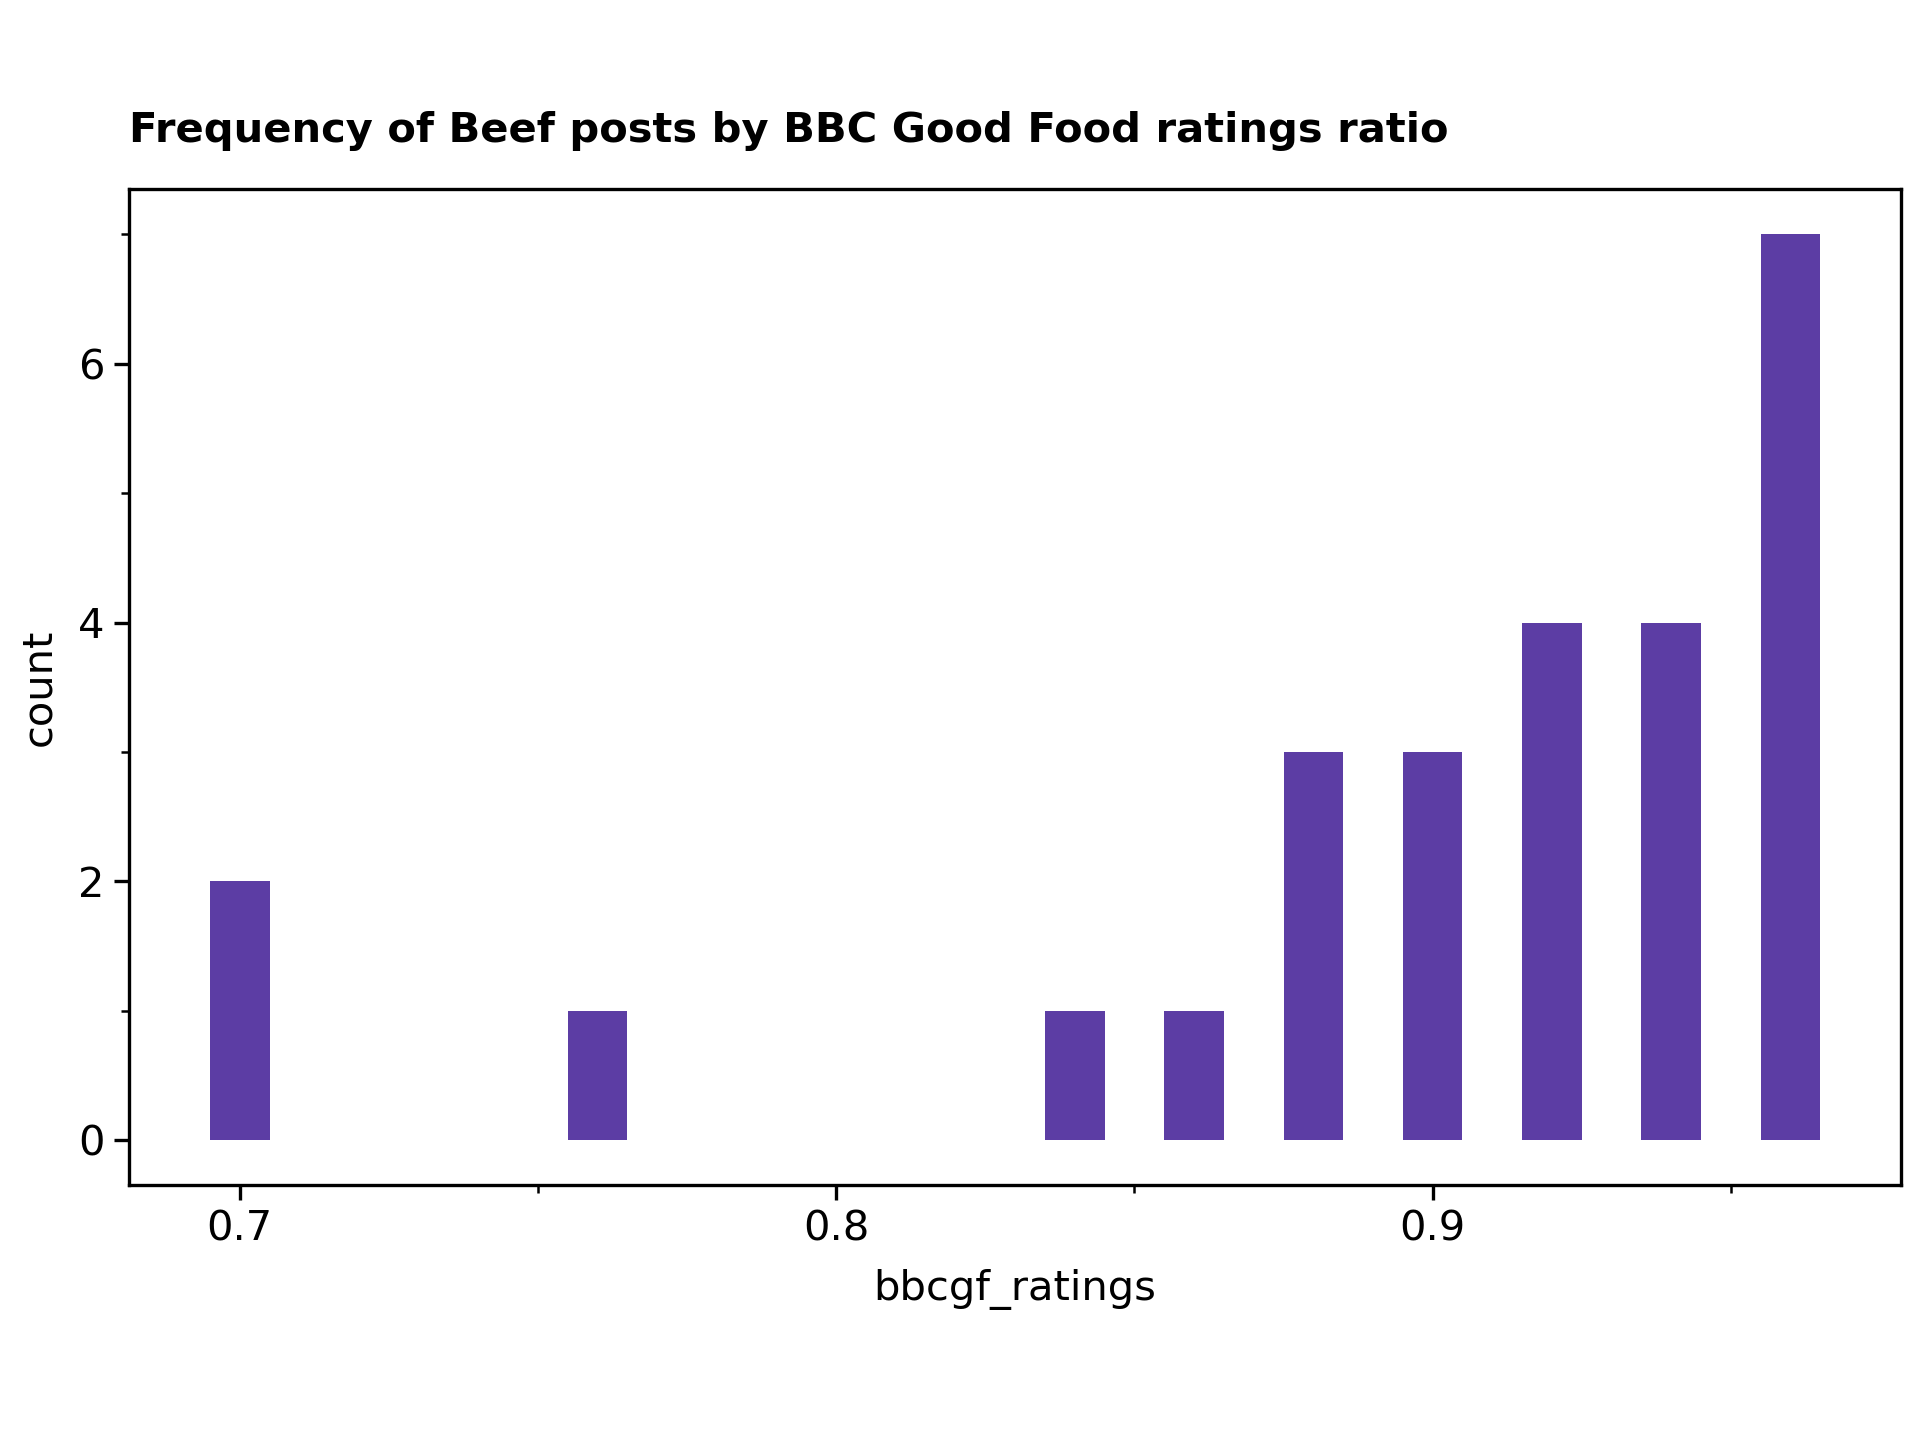 Frequency of Beef posts by BBC Good Food ratings ratio
6
4
2
0
count
0.7
0.8
0.9
bbcgf_ratings